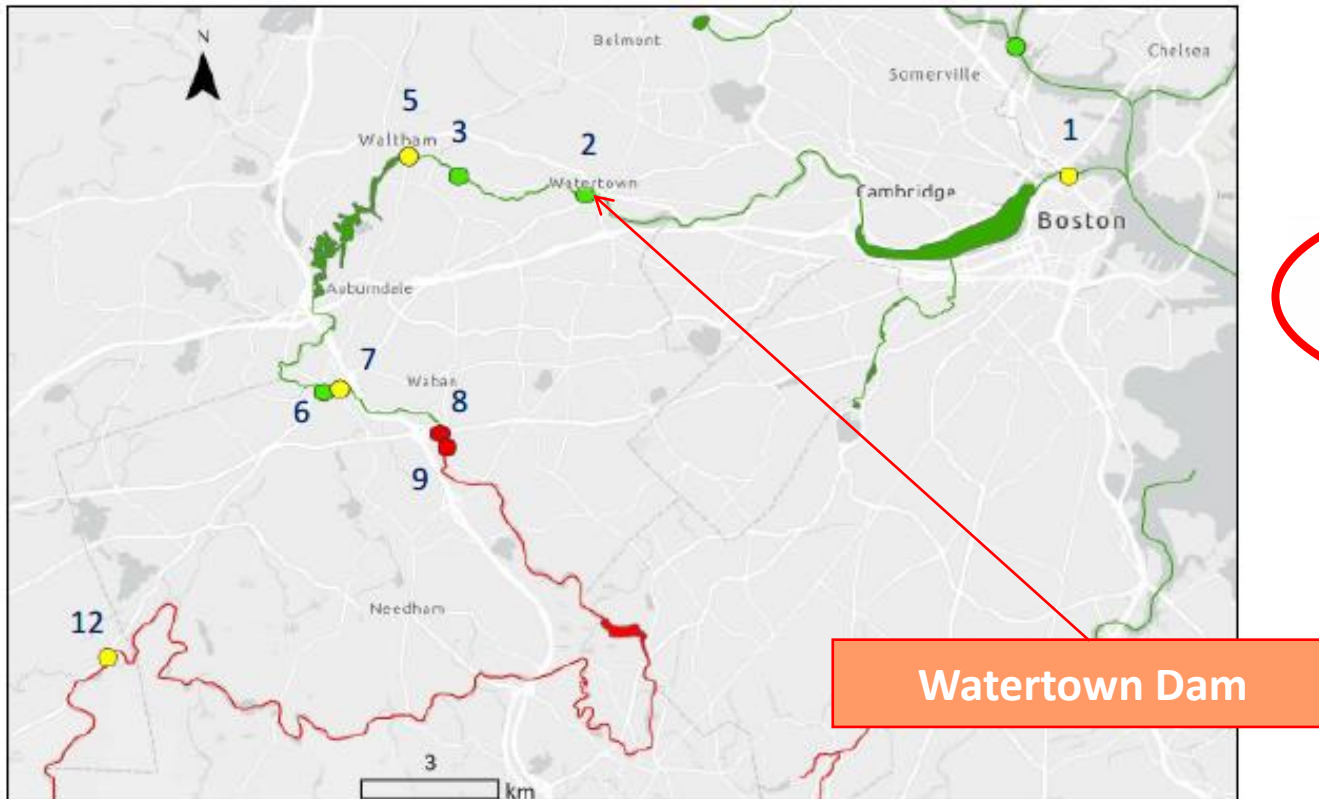 N
Belmont
Chelsea
Somerville
5
Waltham
3
2
1
Watertown
Cambridge
Boston
Auburndale
7
Waban
6
8
9
Needham
12
Watertown Dam
3
km